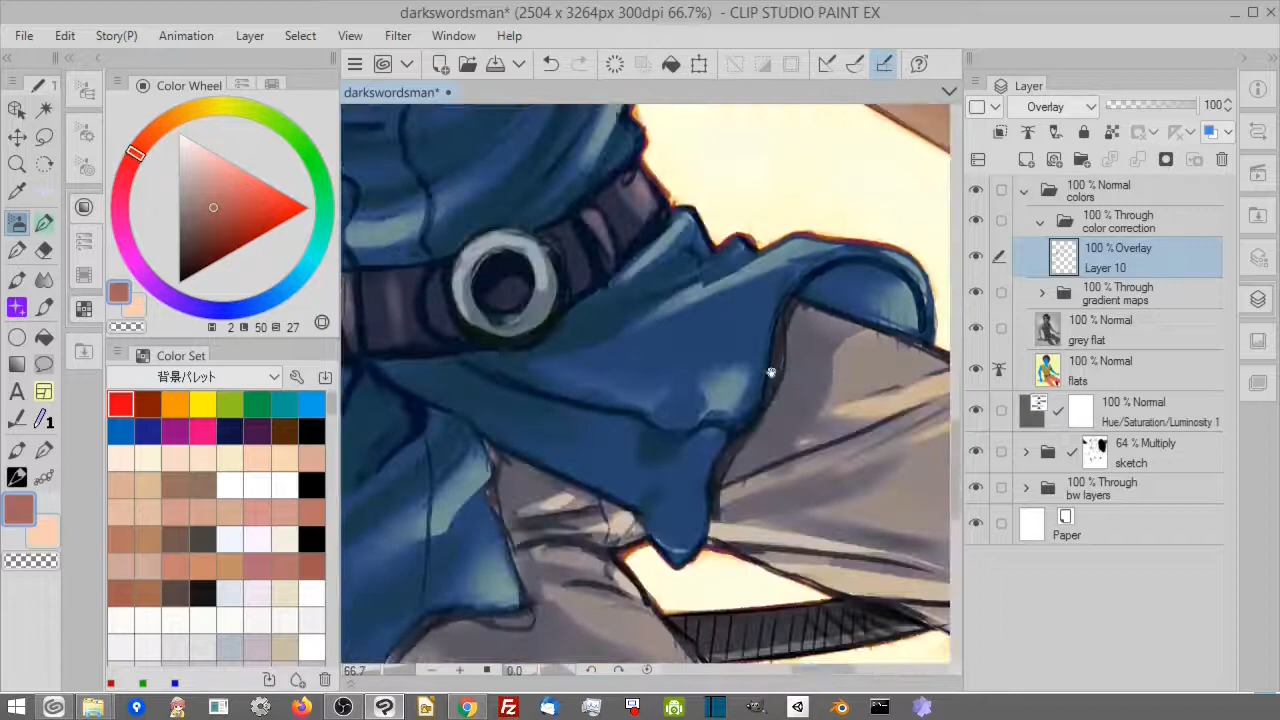 darkswordsman* (2504 x 3264px 300dpi 66.7%) - CLIP STUDIO PAINT EX
File Edit Story(P) Animation Layer Select View Filter Window Help
Color Wheel
darkswordsman*
Layer
Overlay 100
100 % Normal
colors
100 % Through
color correction
100 % Overlay
Layer 10
100 % Through
gradient maps
100 % Normal
grey flat
100 % Normal
flats
100 % Normal
Hue/Saturation/Luminosity 1
64 % Multiply
sketch
100 % Through
bw layers
Paper
2 50 27
Color Set
背景パレット
66.7 0.0